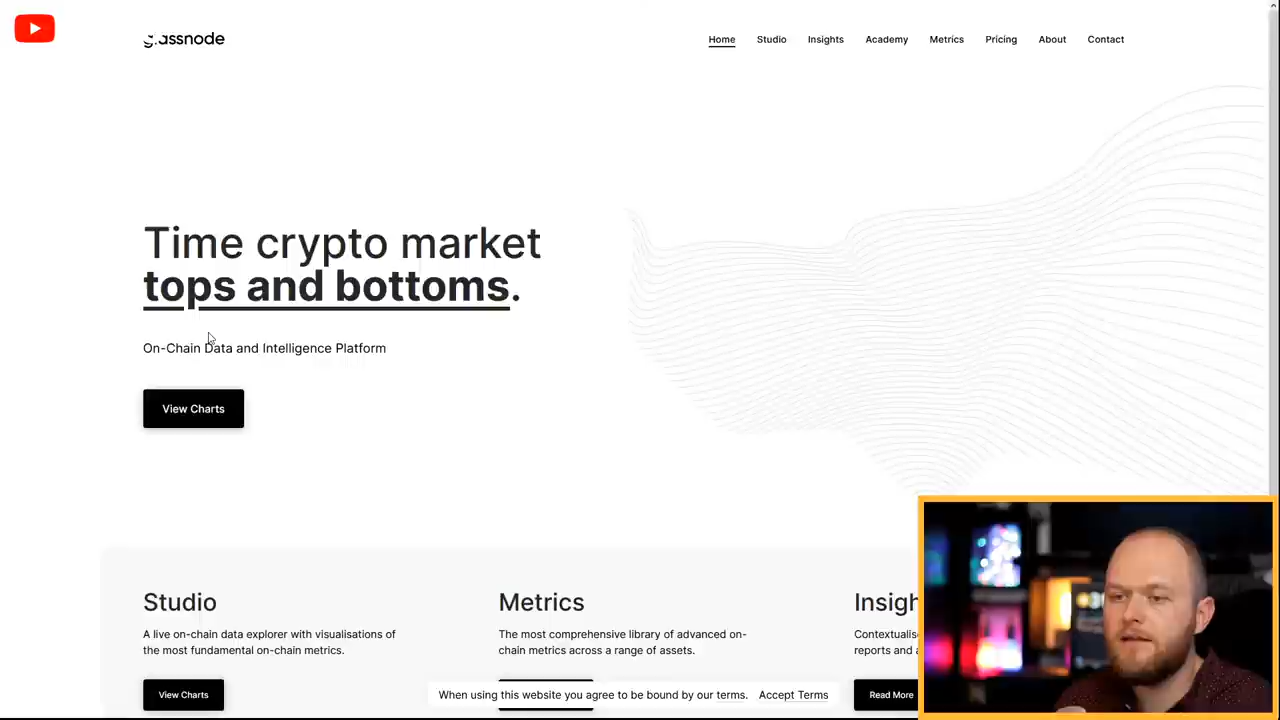 glassnode
Home Studio Insights Academy Metrics Pricing About Contact
Time crypto market
tops and bottoms.
On-Chain Data and Intelligence Platform
View Charts
Studio
A live on-chain data explorer with visualisations of
the most fundamental on-chain metrics.
View Charts
Metrics
The most comprehensive library of advanced on-
chain metrics across a range of assets.
Insigh
Contextualise
reports and a
Read More
When using this website you agree to be bound by our terms. Accept Terms